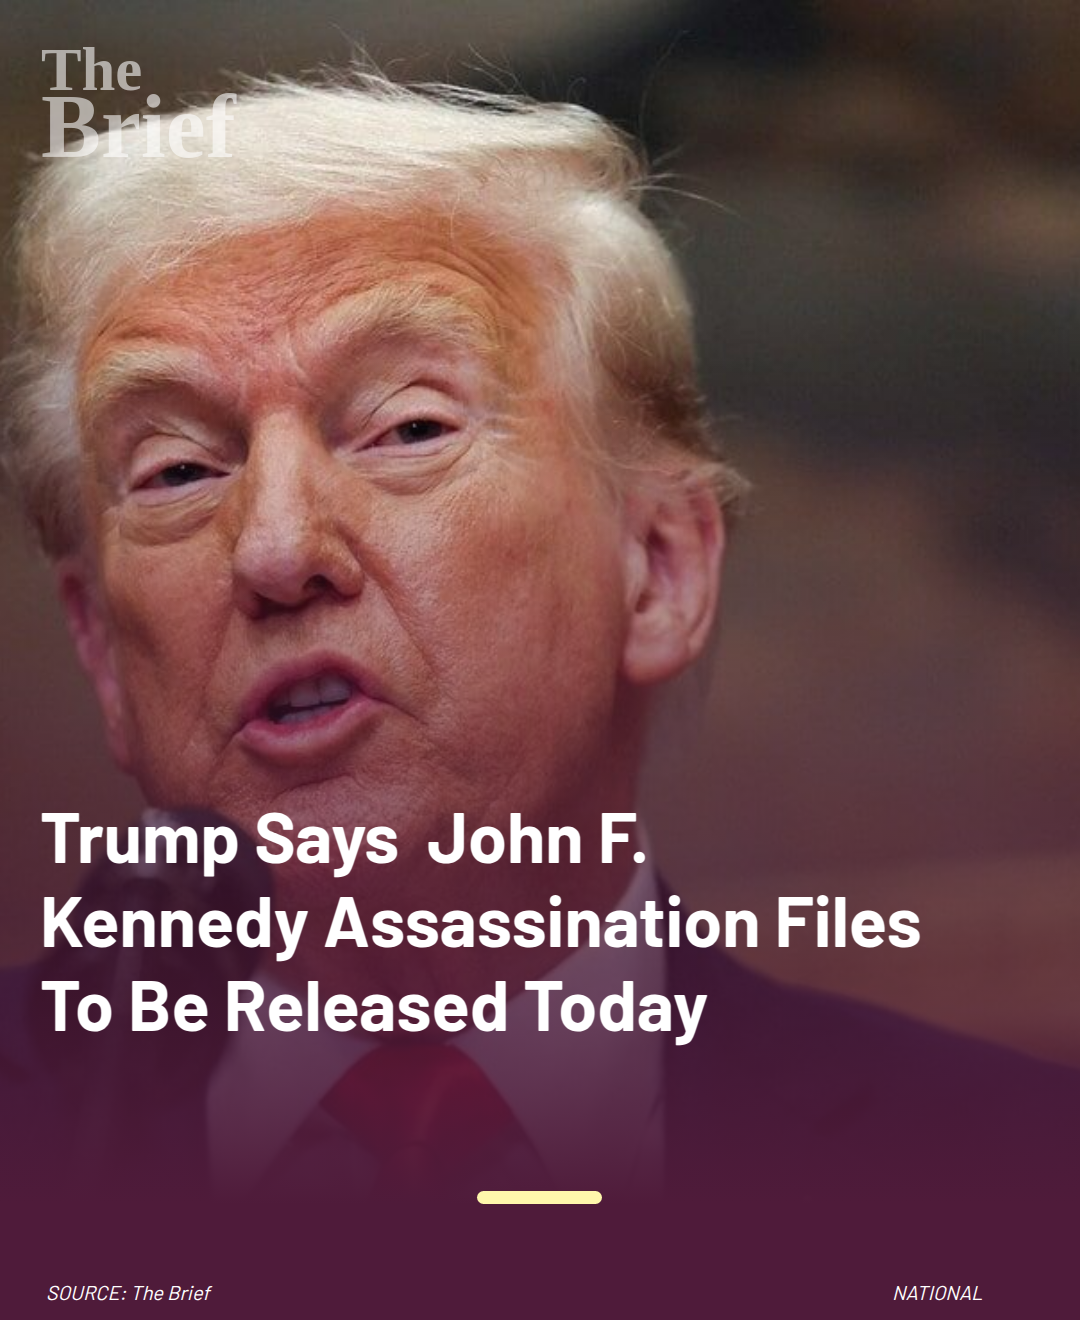 The
Brief
Trump Says  John F.
Kennedy Assassination Files
To Be Released Today
SOURCE: The Brief
NATIONAL